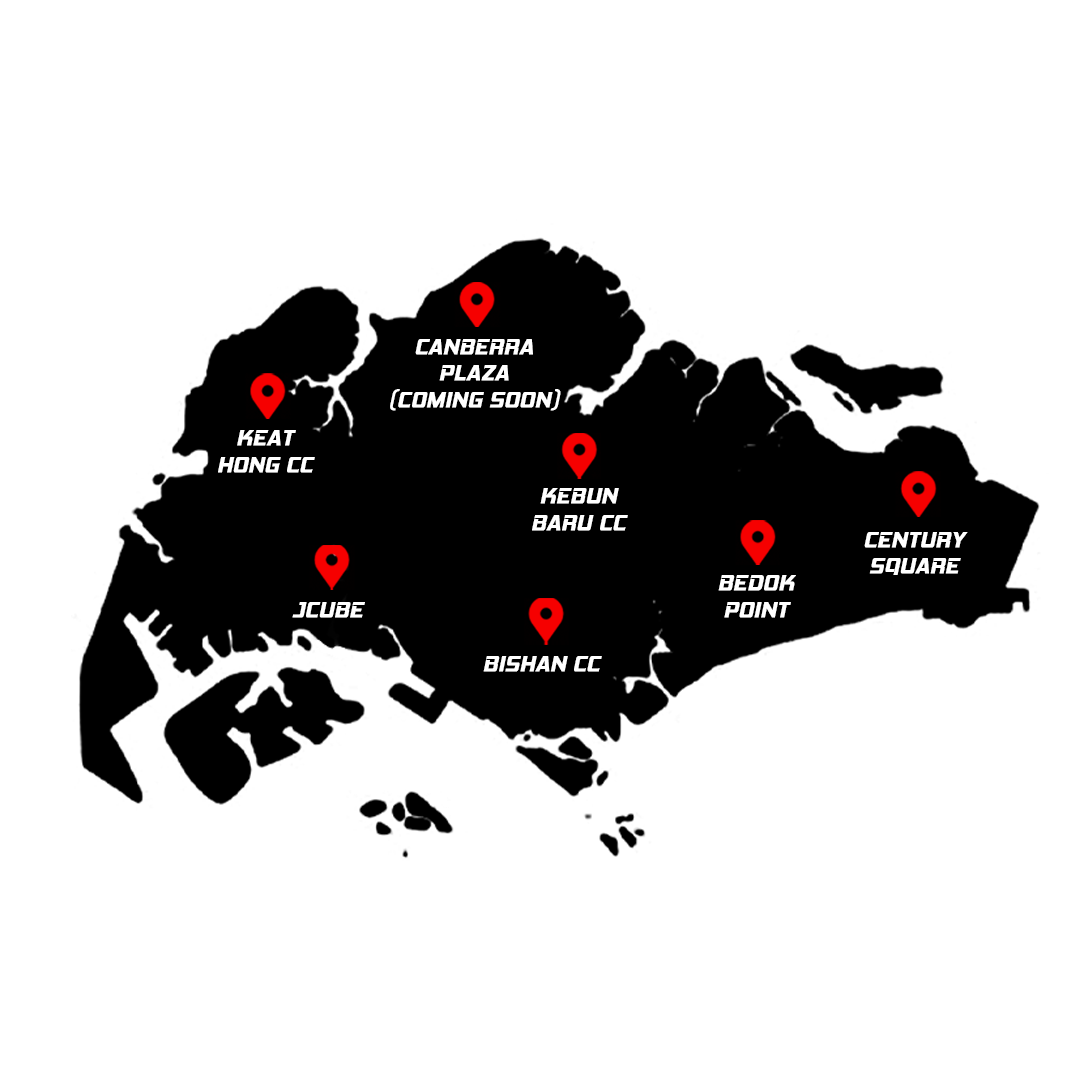 CANBERRA
PLAZA
(COMING SOON)
KEAT
HONG CC
KEBUN
BARU CC
CENTURY
SQUARE
BEDOK
POINT
JCUBE
BISHAN CC